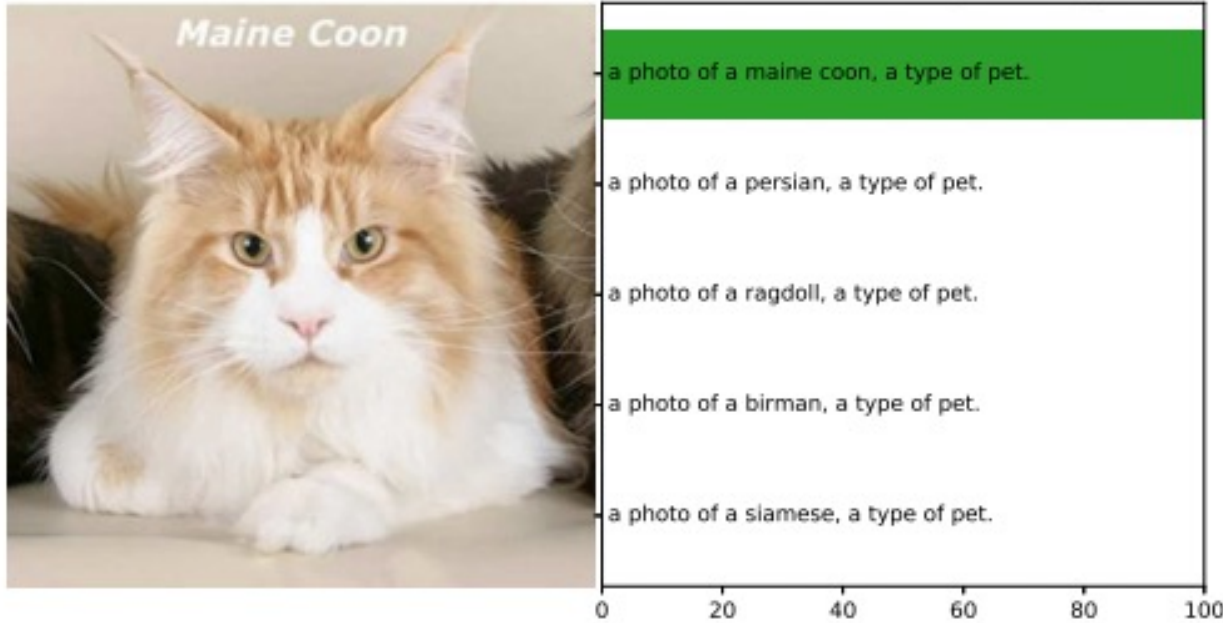 Maine Coon
a photo of a maine coon, a type of pet.
a photo of a persian, a type of pet.
a photo of a ragdoll, a type of pet.
a photo of a birman, a type of pet.
a photo of a siamese, a type of pet.
0 20 40 60 80 100